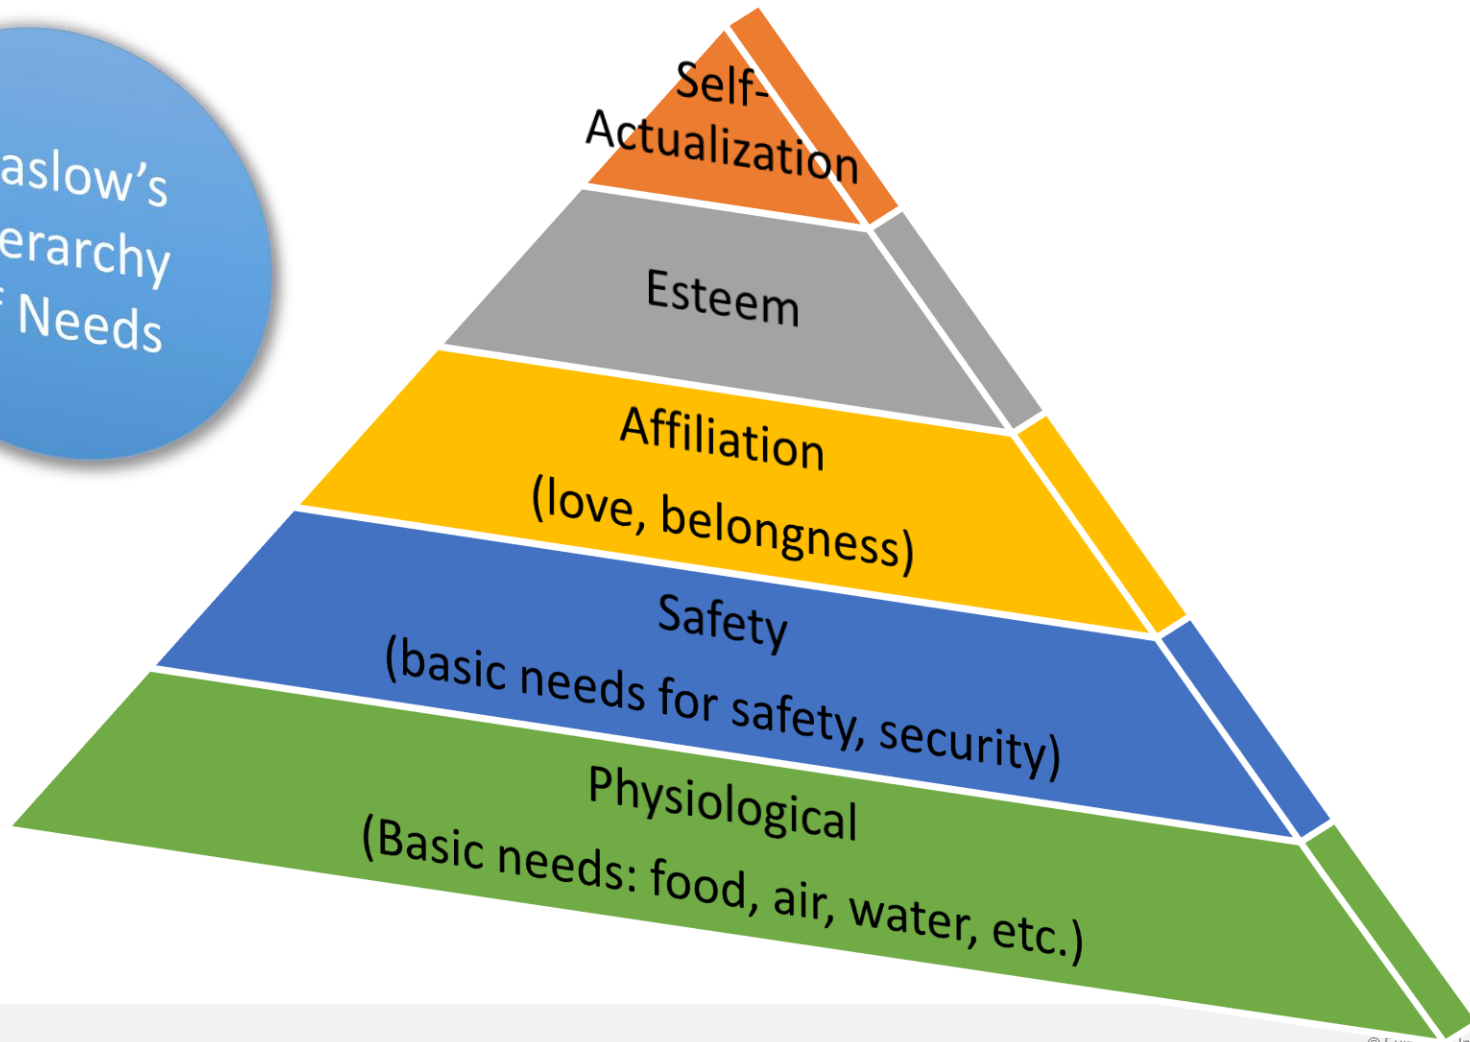 aslow's
erarchy
f Needs
Self-
Actualization
Esteem
Affiliation
(love, belongness)
Safety
(basic needs for safety, security)
Physiological
(Basic needs: food, air, water, etc.)